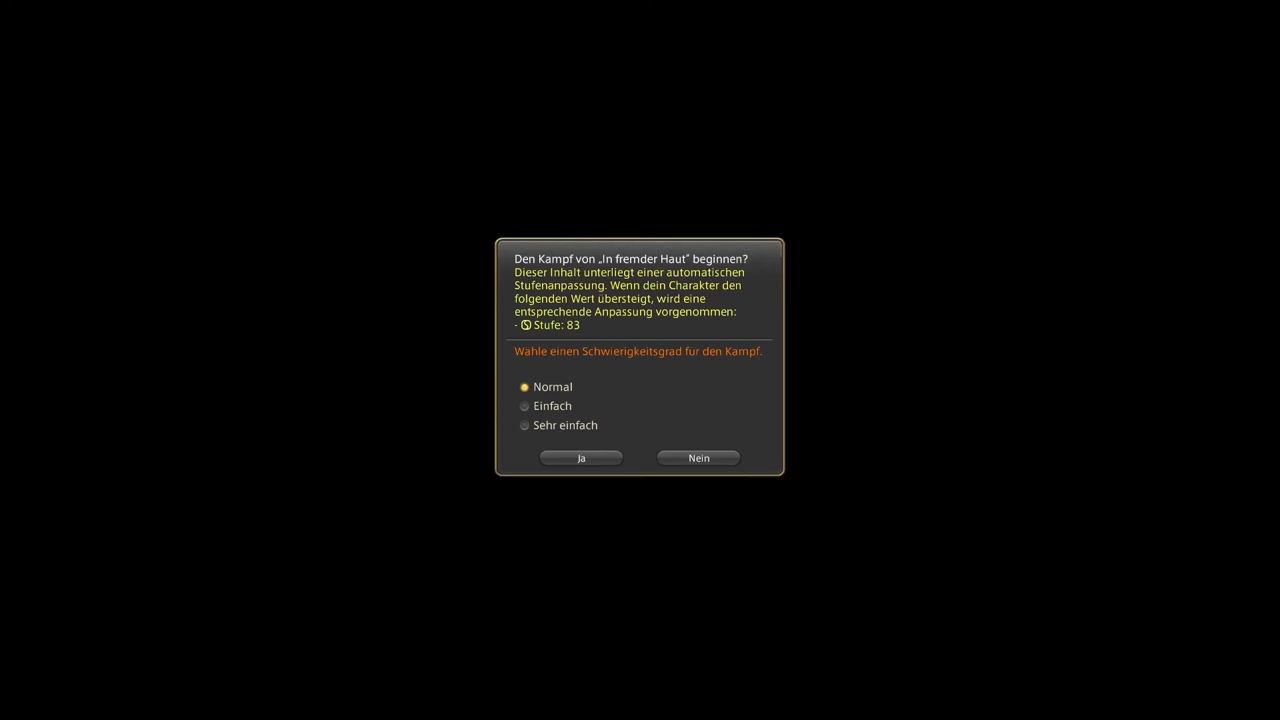 Den Kampf von „In fremder Haut“ beginnen?
Dieser Inhalt unterliegt einer automatischen
Stufenanpassung. Wenn dein Charakter den
folgenden Wert übersteigt, wird eine
entsprechende Anpassung vorgenommen:
- Stufe: 83
Wähle einen Schwierigkeitsgrad für den Kampf.
Normal
Einfach
Sehr einfach
Ja
Nein